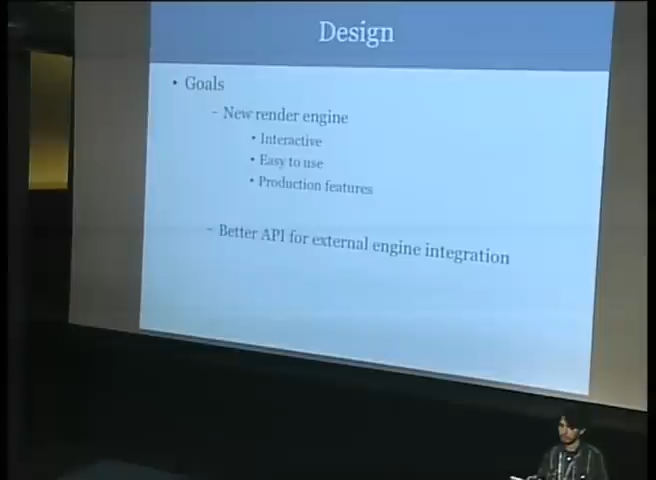 Design
• Goals
– New render engine
• Interactive
• Easy to use
• Production features
– Better API for external engine integration